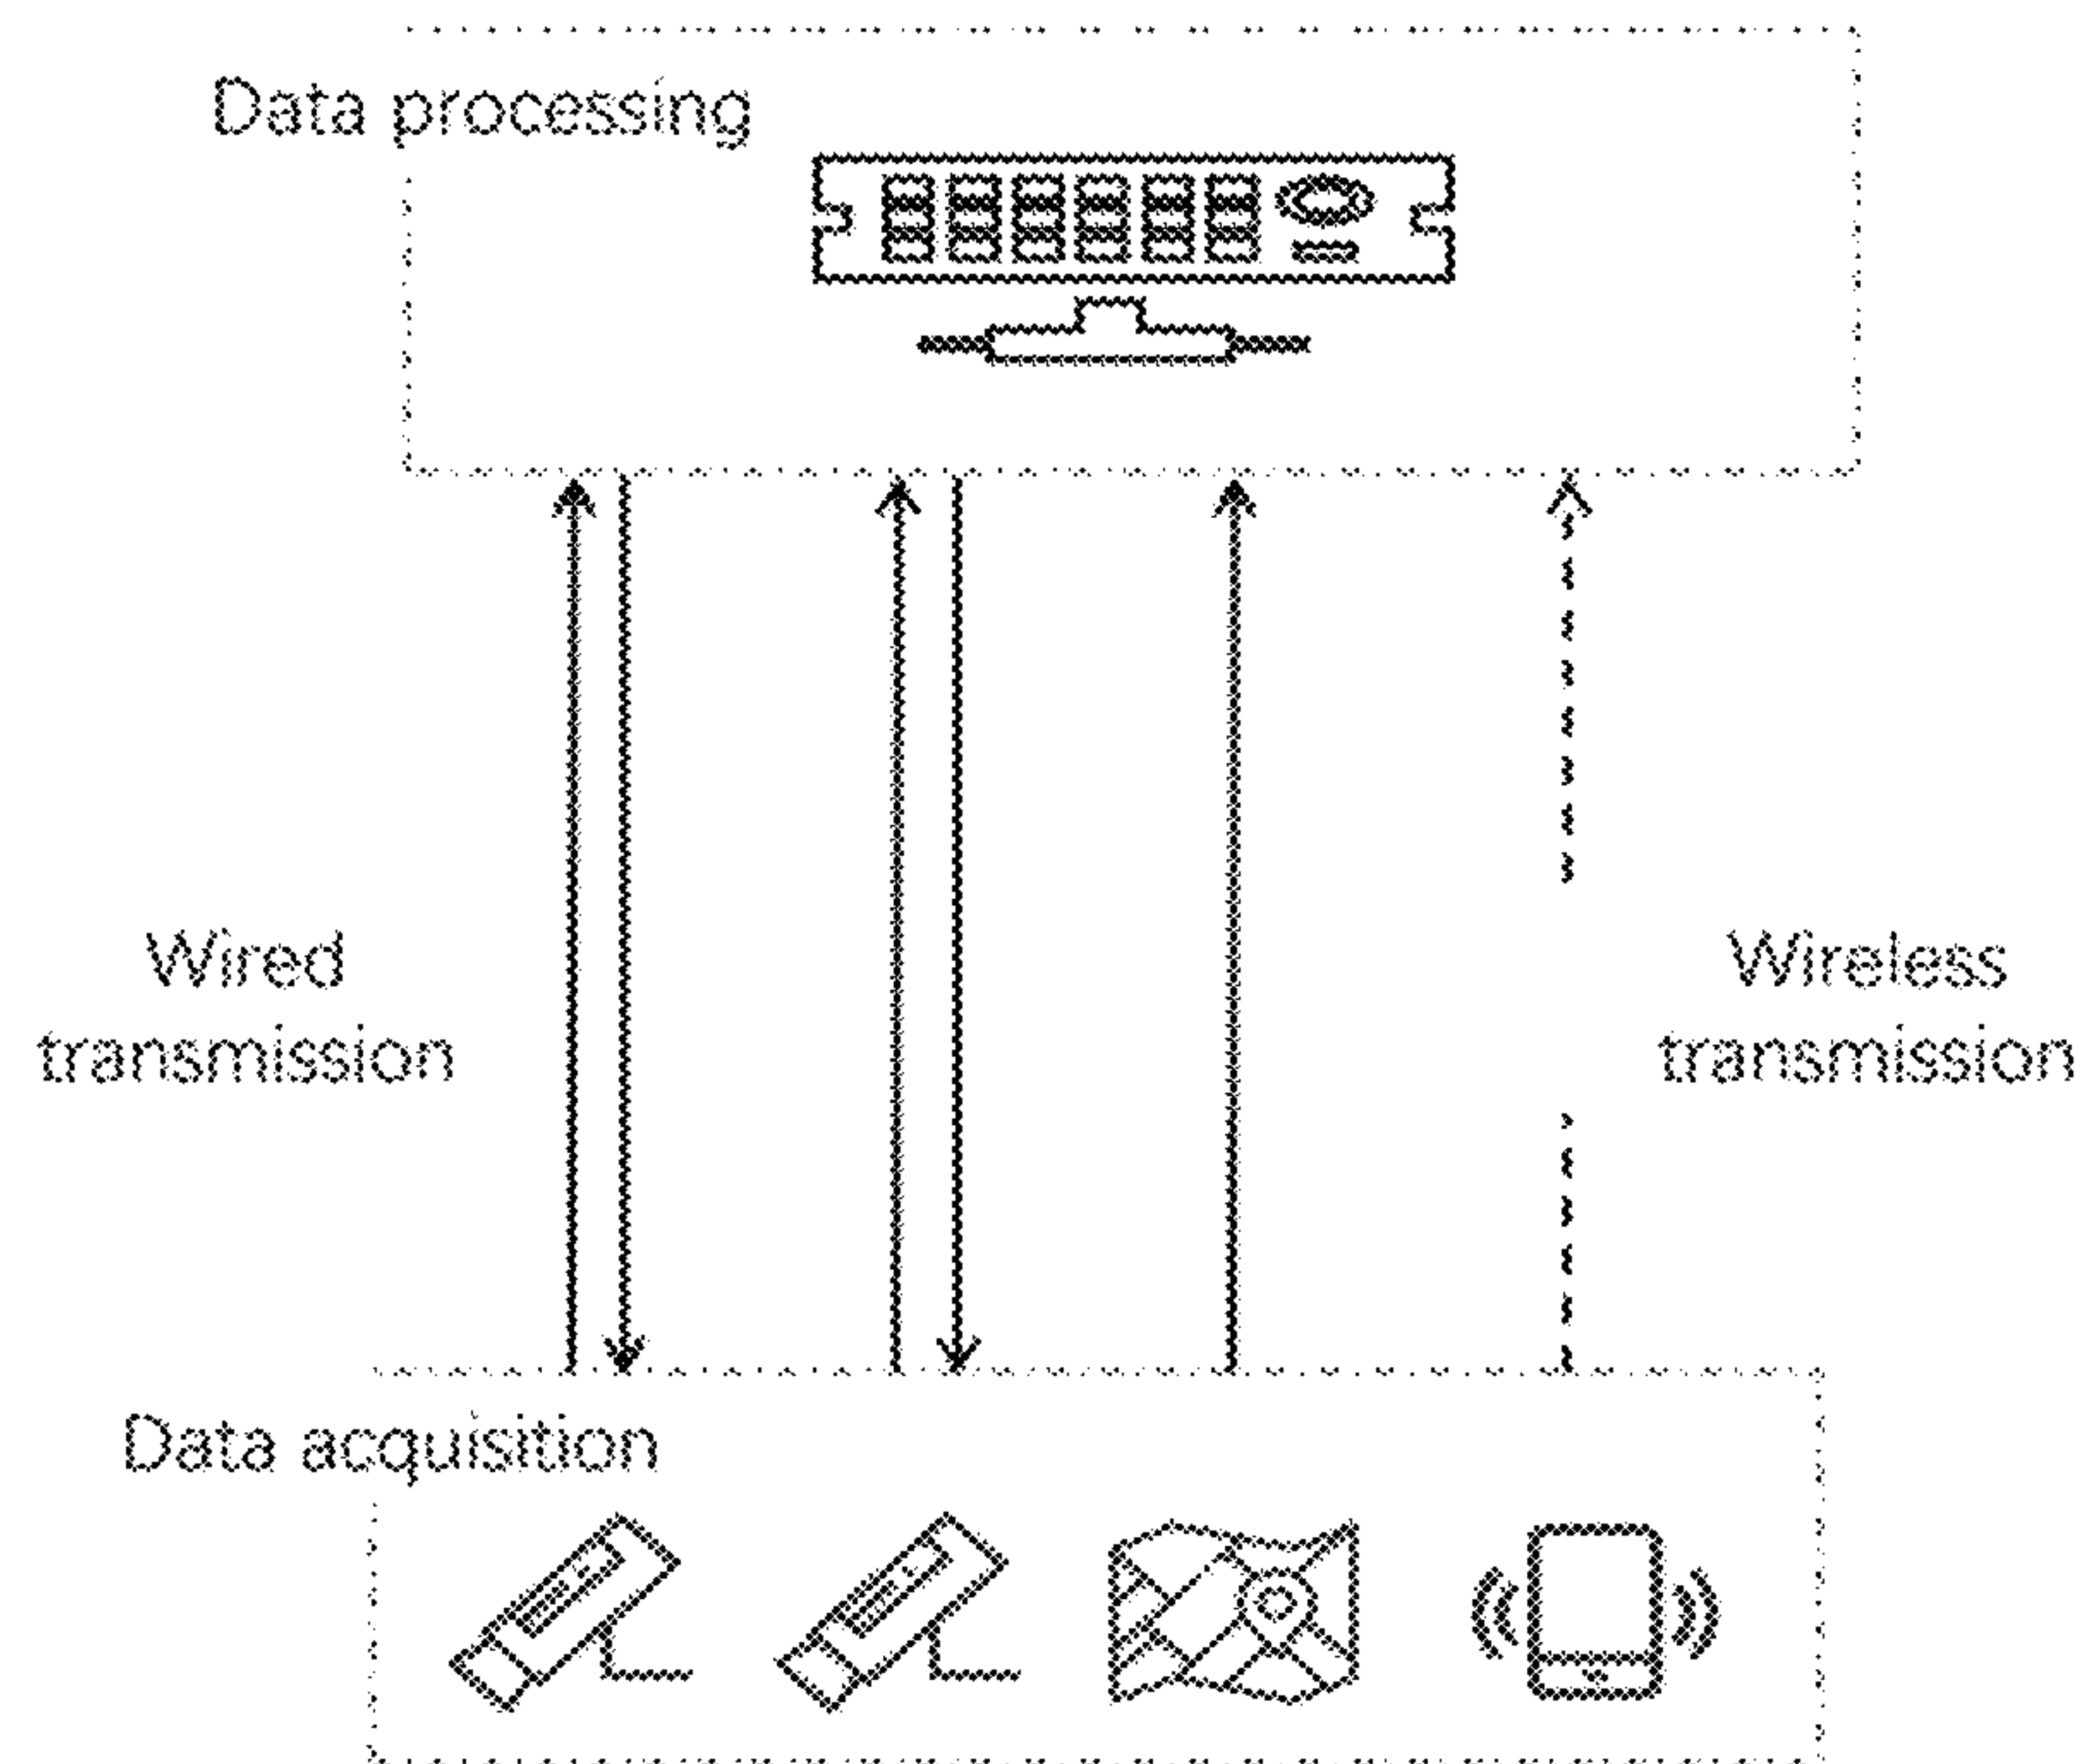 Data processing
Wired
transmission
Wireless
transmission
Data acquisition